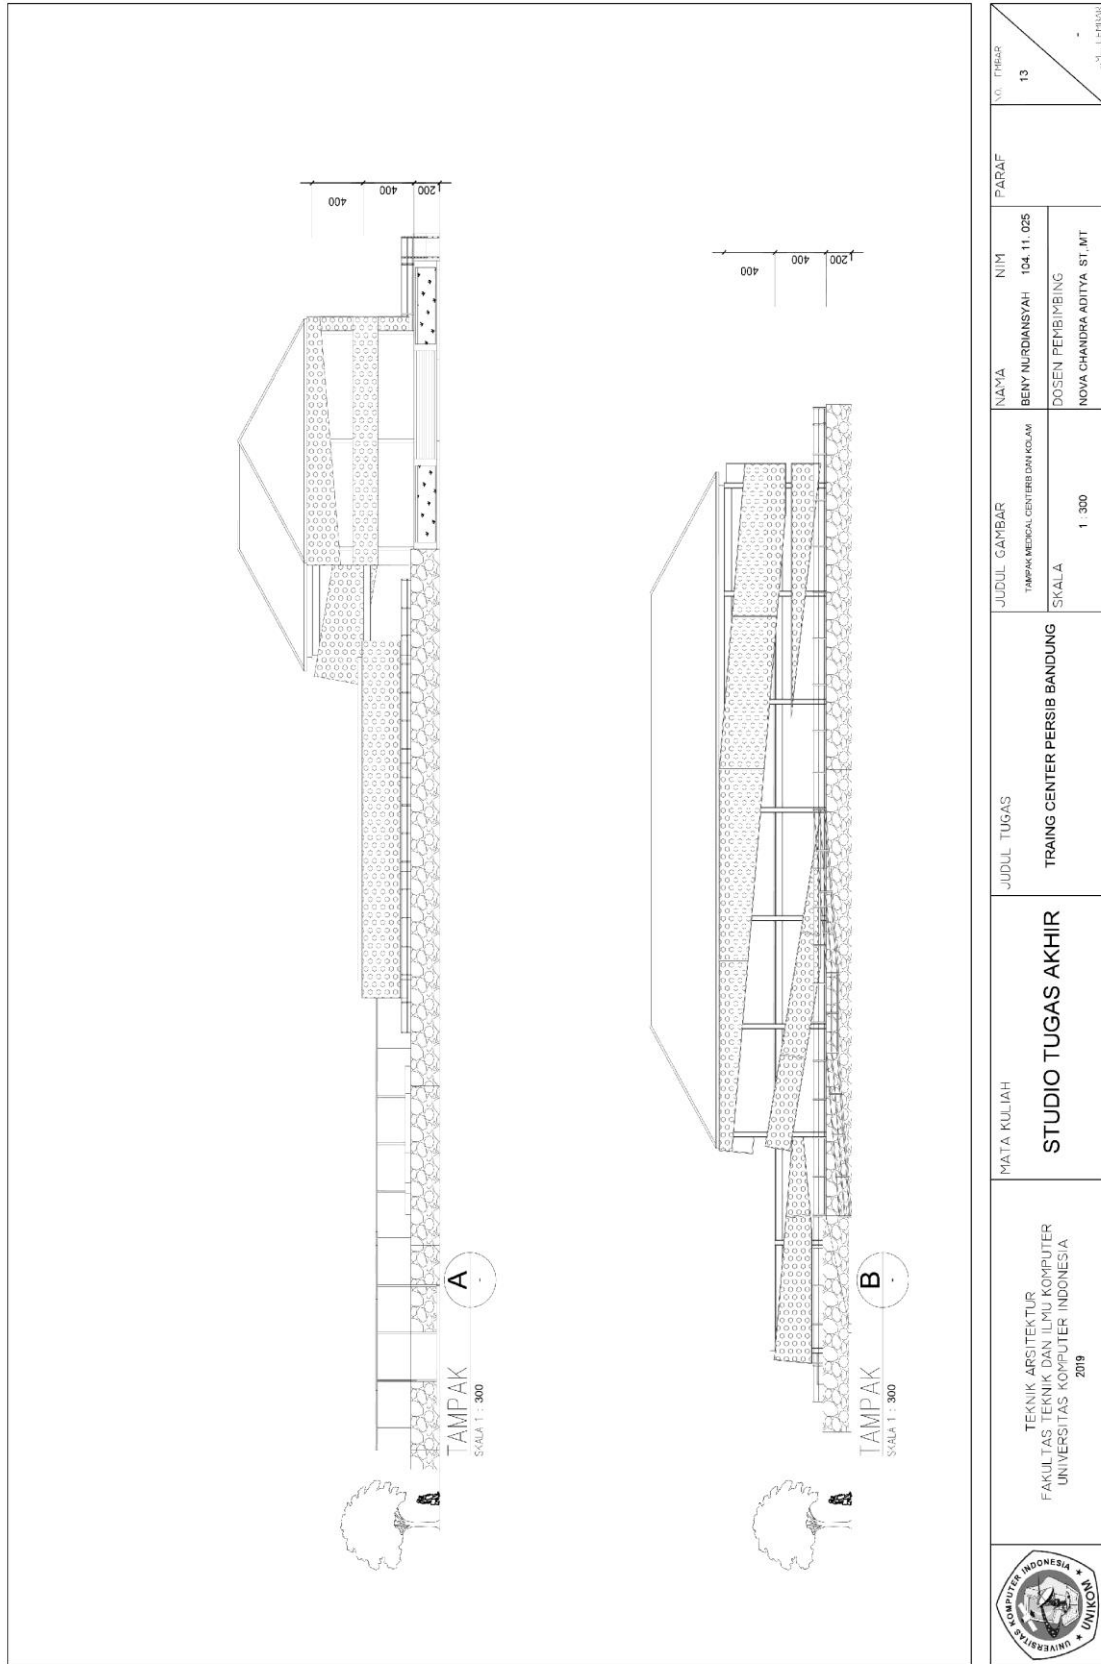 400
400
200
TAMPAK
SKALA 1 : 300
A
-
400
400
200
TAMPAK
SKALA 1 : 300
B
-
UNIVERSITAS KOMPUTER INDONESIA
UNIKOM
TEKNIK ARSITEKTUR
FAKULTAS TEKNIK DAN ILMU KOMPUTER
UNIVERSITAS KOMPUTER INDONESIA
2019
MATA KULIAH
STUDIO TUGAS AKHIR
JUDUL TUGAS
TRAING CENTER PERSIB BANDUNG
JUDUL GAMBAR
TAMPAK MEDICAL CENTERB DAN KOLAM
SKALA
1 : 300
NAMA NIM
BENY NURDIANSYAH 104.11.025
DOSEN PEMBIMBING
NOVA CHANDRA ADITYA ST.,MT
PARAF
13
-